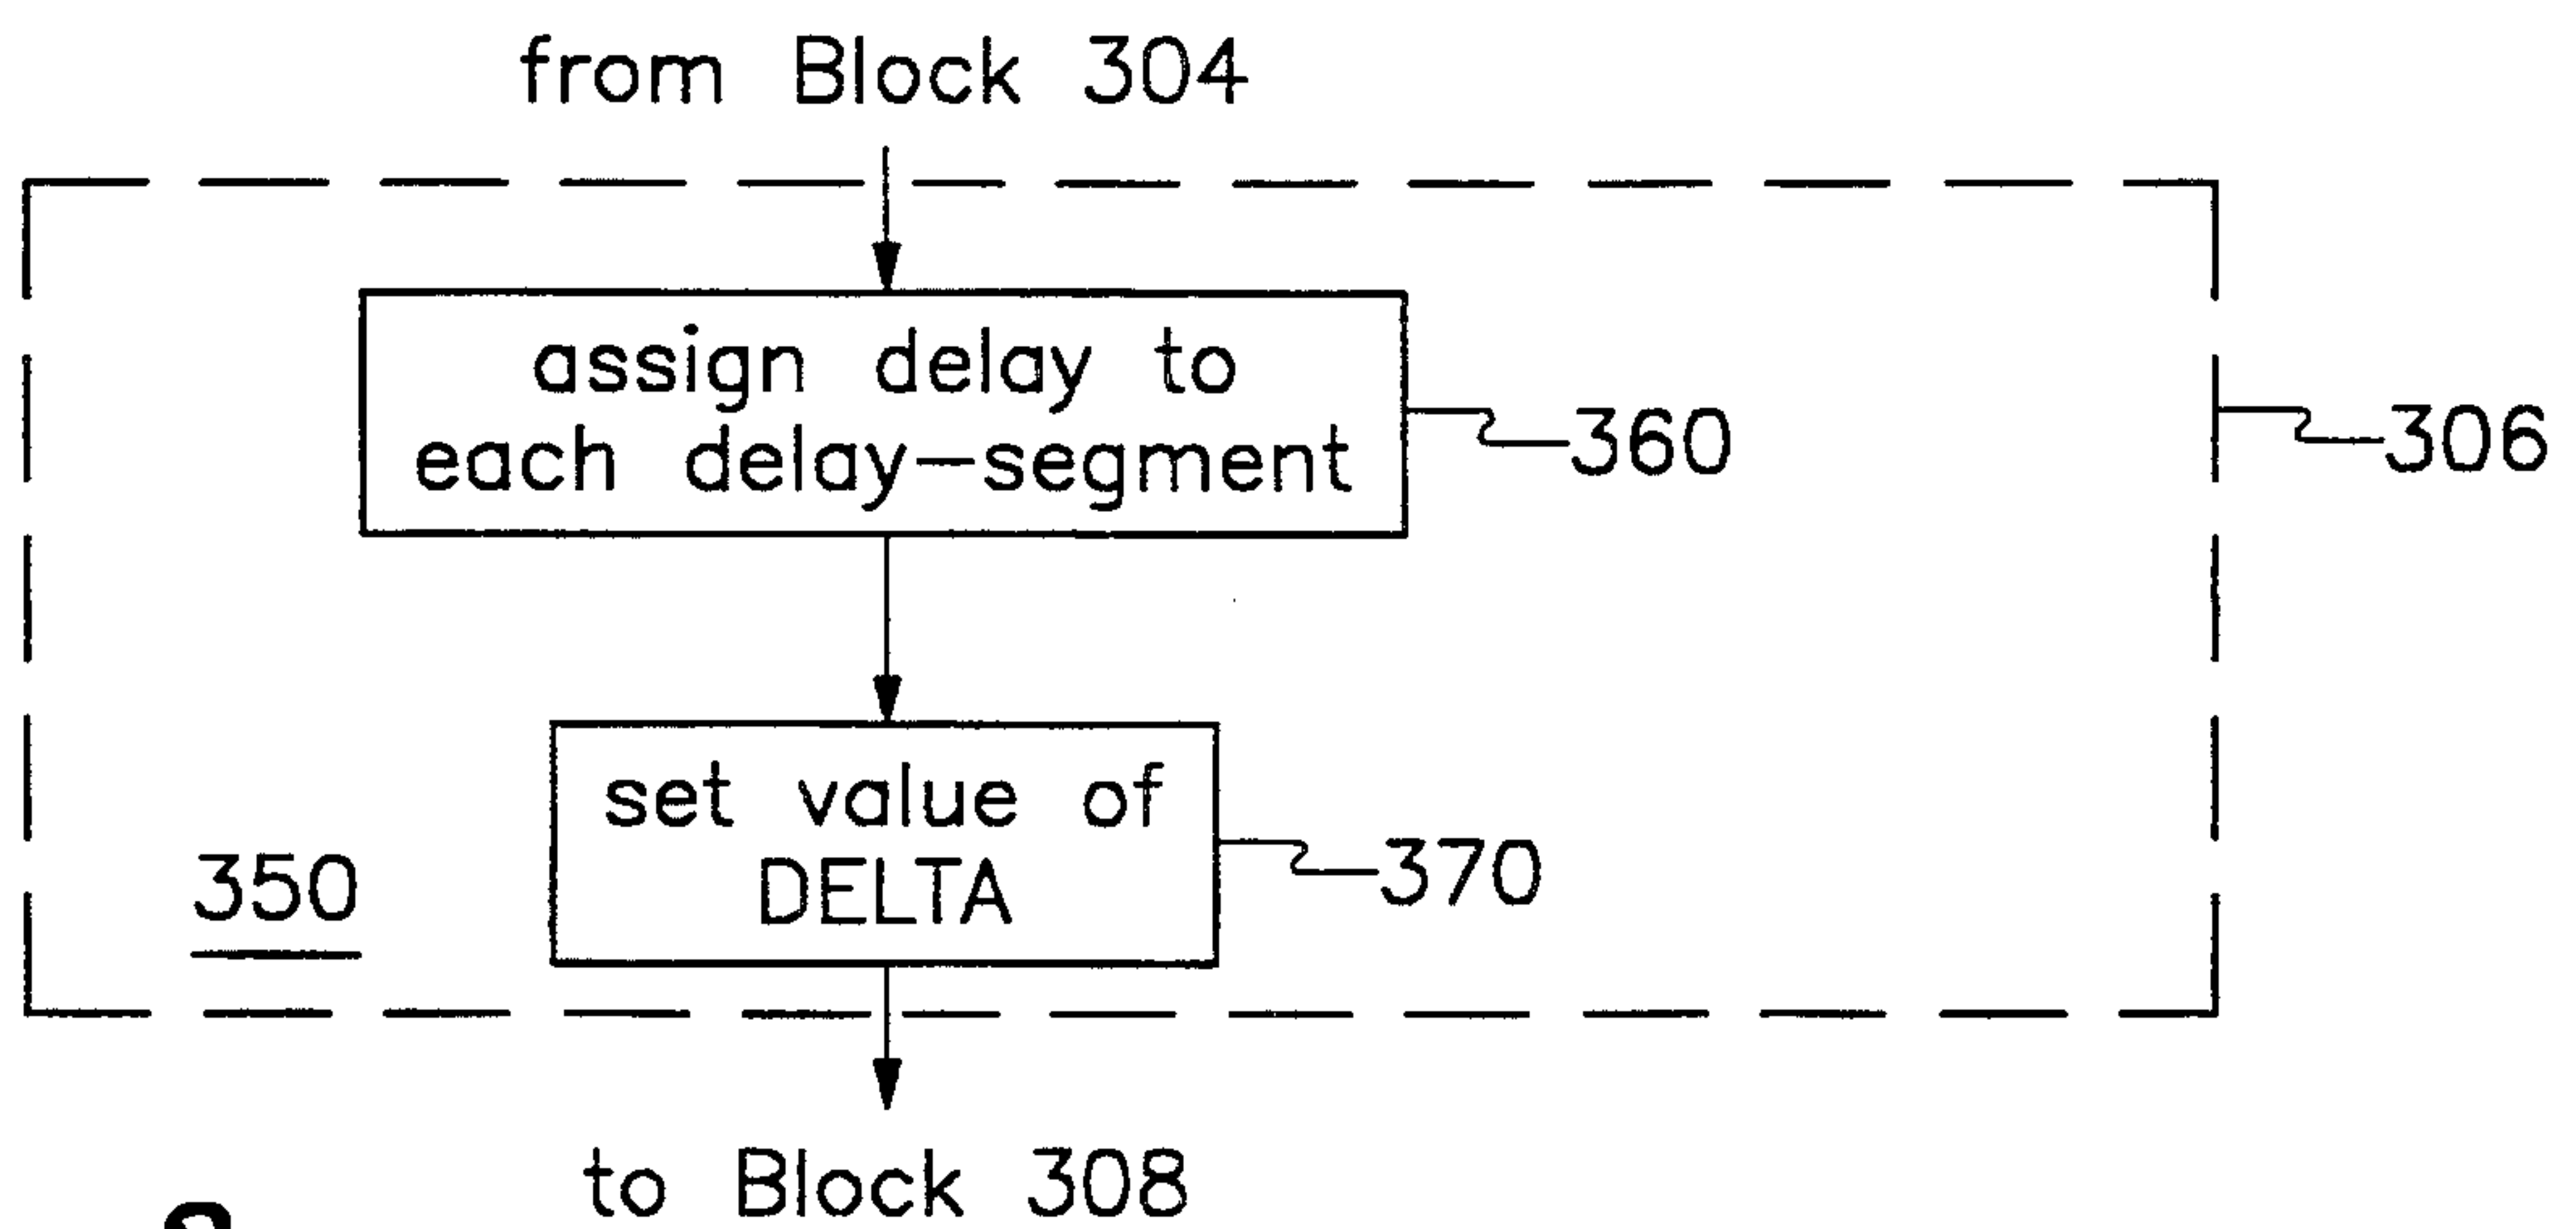 from Block 304
assign delay to
each delay-segment
360
306
set value of
DELTA
370
350
to Block 308